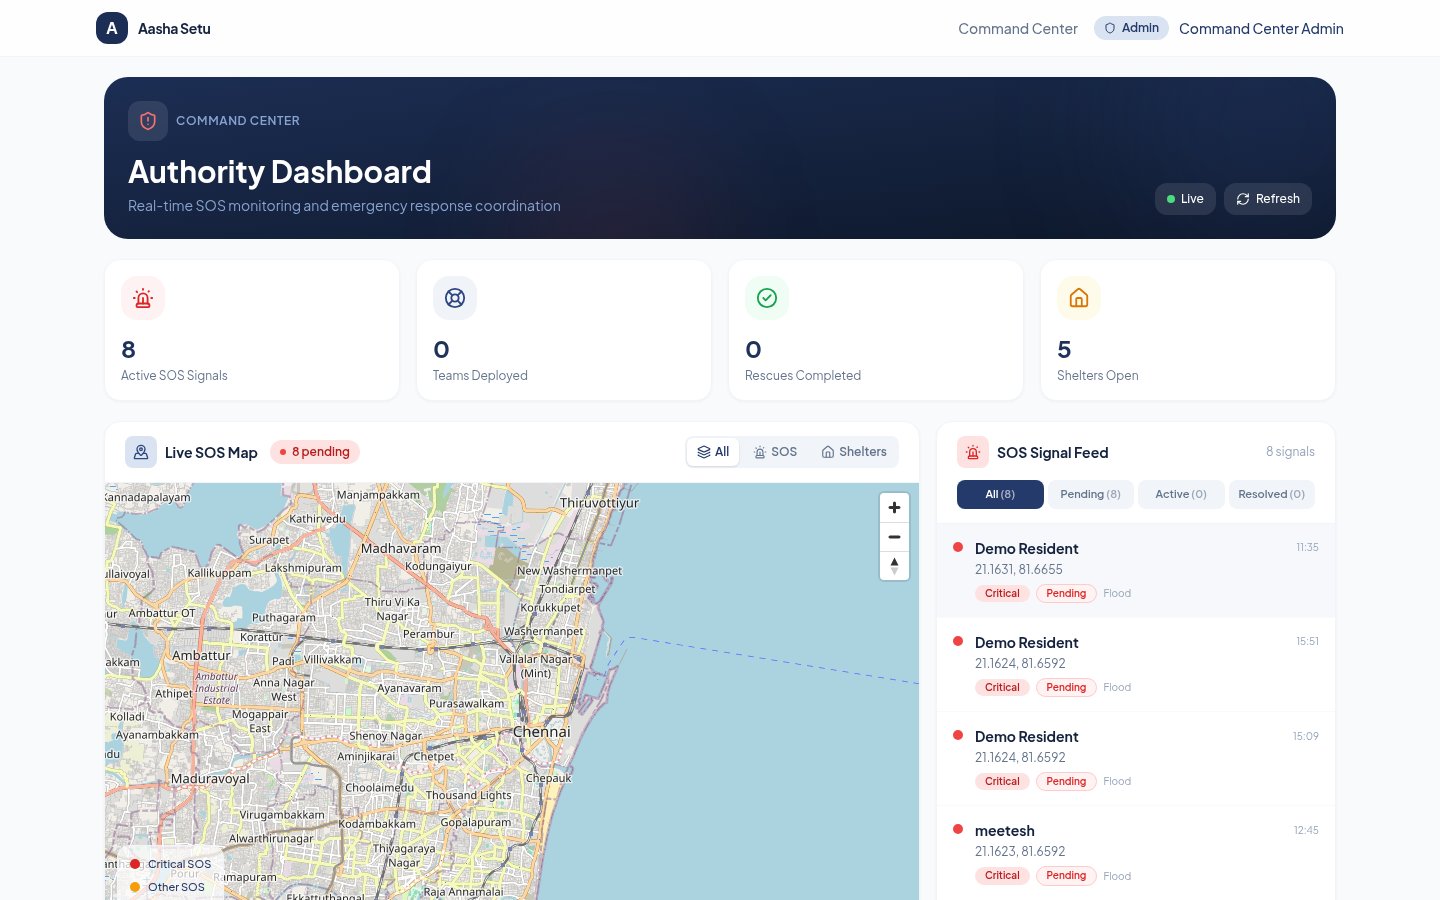 A Aasha Setu
Command Center Admin Command Center Admin
COMMAND CENTER
Authority Dashboard
Real-time SOS monitoring and emergency response coordination
Live Refresh
8
Active SOS Signals
0
Teams Deployed
0
Rescues Completed
5
Shelters Open
Live SOS Map 8 pending
All SOS Shelters
Kannadapalayam
Manjampakkam
Thiruvottiyur
Kathirvedu
Surapet
Madhavaram
Kodungaiyur
Lakshmipuram
Kallikuppam
New Washermanpet
Tondiarpet
Korukkupet
Ambattur OT
Puthagaram
Thiru Vi Ka
Nagar
Korattur
Perambur
Washermanpet
Ambattur
Padi
Villivakkam
Vallalar Nagar
(Mint)
Ambattur
Industrial
Estate
Athipet
Anna Nagar
West
Ayanavaram
Purasawalkam
Kolladi
Mogappair
East
Ayanambakkam
Shenoy Nagar
Chennai
Aminjikarai
Chetpet
Maduravoyal
Chepauk
Choolaimedu
Thousand Lights
Virugambakkam
Kodambakkam
Gopalapuram
Alwarthirunagar
Thiyagaraya
Nagar
Porur
Ramapuram
Raja Annamalai
Ekkattuthangal
Critical SOS
Other SOS
SOS Signal Feed
8 signals
All (8) Pending (8) Active (0) Resolved (0)
Demo Resident 11:35
21.1631, 81.6655
Critical Pending Flood
Demo Resident 15:51
21.1624, 81.6592
Critical Pending Flood
Demo Resident 15:09
21.1624, 81.6592
Critical Pending Flood
meetesh 12:45
21.1623, 81.6592
Critical Pending Flood